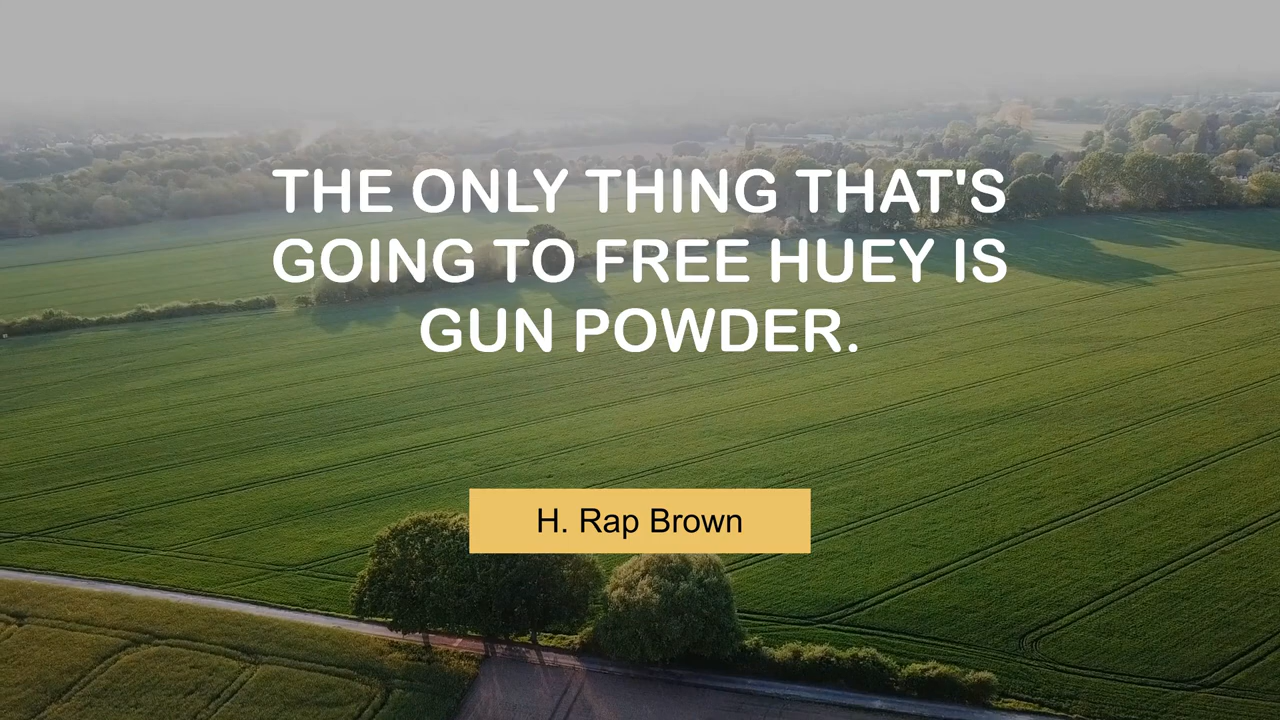 THE ONLY THING THAT'S
GOING TO FREE HUEY IS
GUN POWDER.
H. Rap Brown